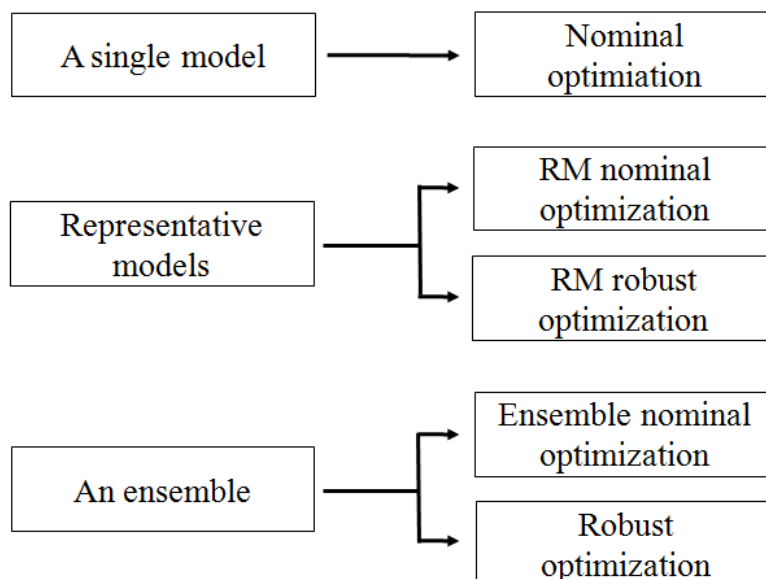 A single model
Nominal
optimiation
Representative
models
RM nominal
optimization
RM robust
optimization
An ensemble
Ensemble nominal
optimization
Robust
optimization